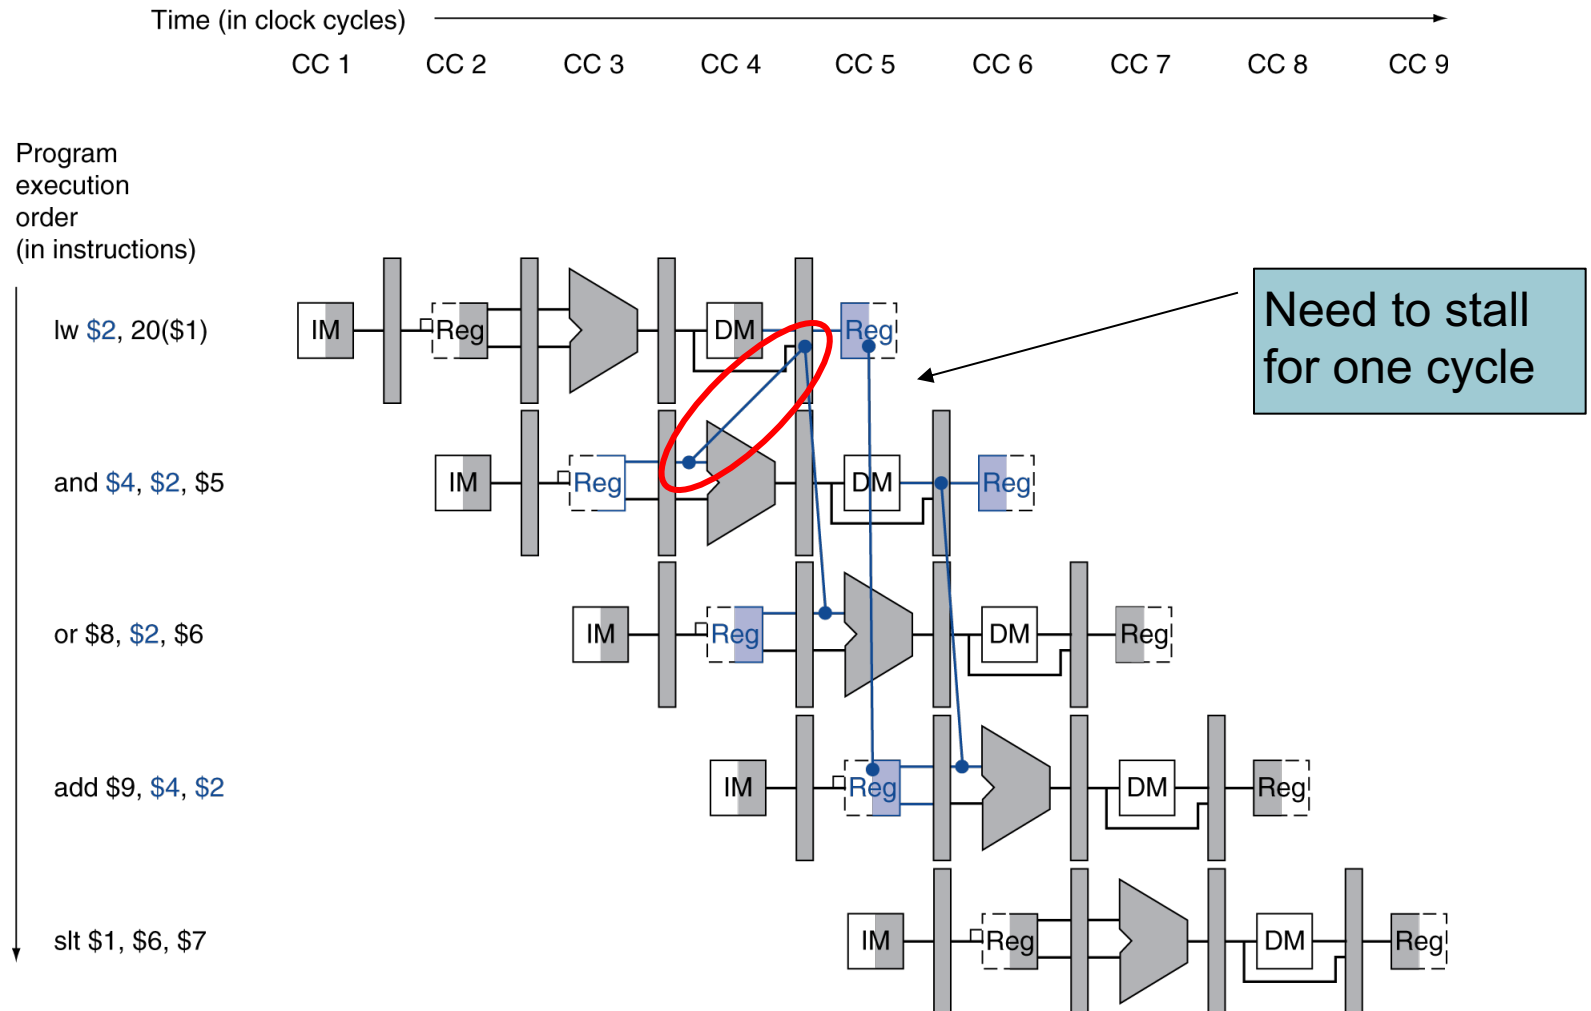 Time (in clock cycles)
CC 1 CC 2 CC 3 CC 4 CC 5 CC 6 CC 7 CC 8 CC 9
Program
execution
order
(in instructions)
Need to stall
for one cycle
lw $2, 20($1) IM Reg DM Reg
and $4, $2, $5 IM Reg DM Reg
or $8, $2, $6 IM Reg DM Reg
add $9, $4, $2 IM Reg DM Reg
slt $1, $6, $7 IM Reg DM Reg